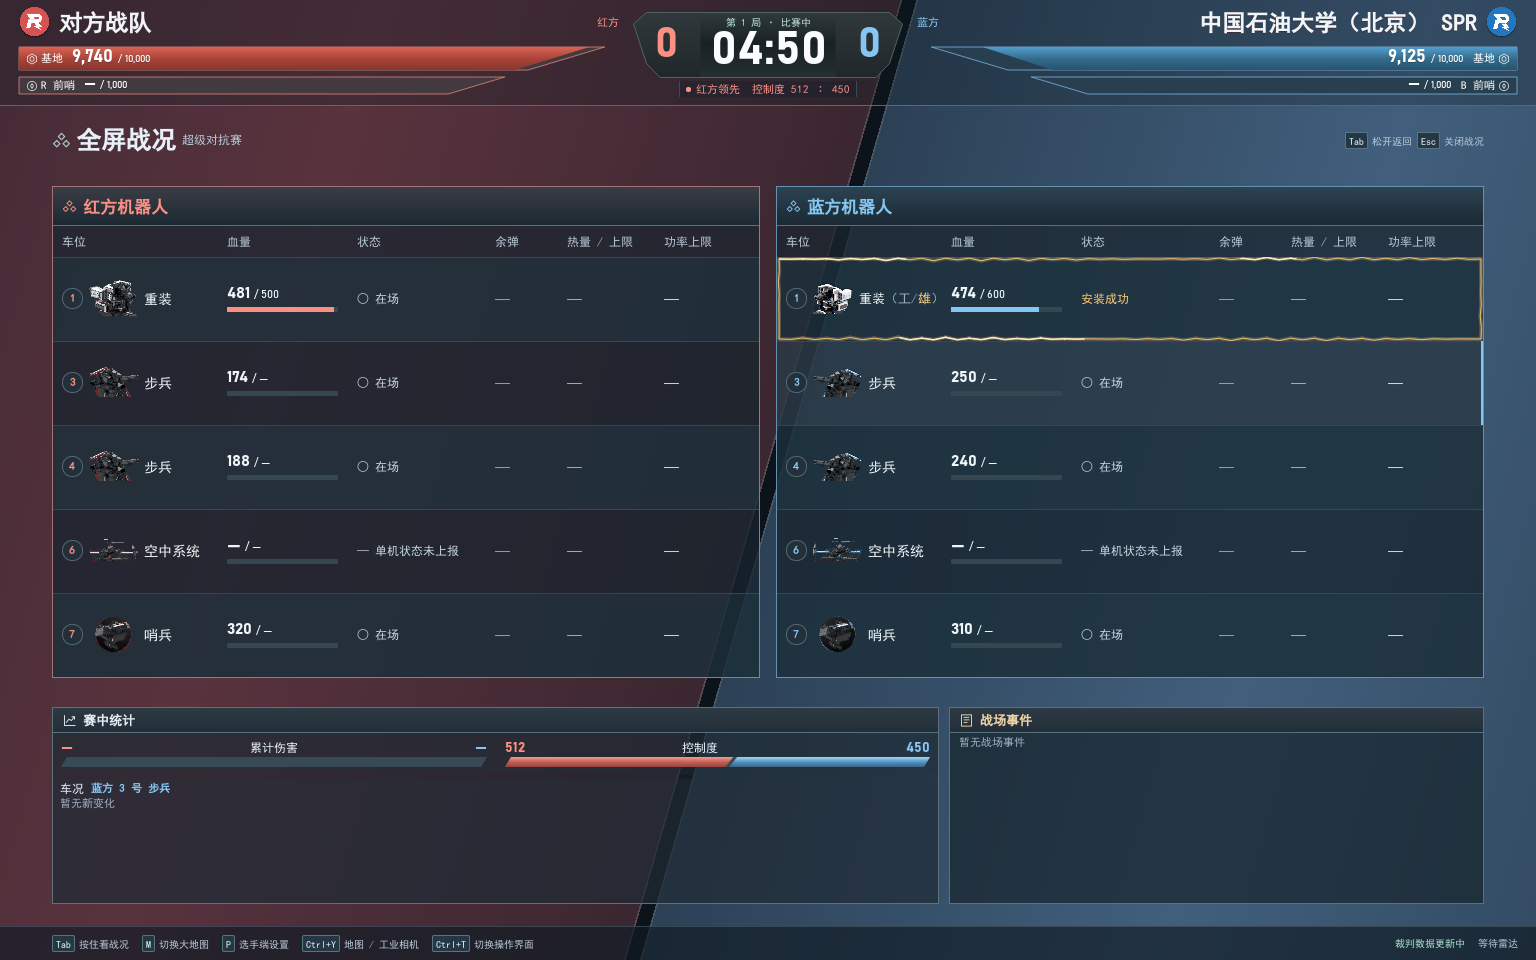 对方战队
红方
第 1 局 · 比赛中
蓝方
中国石油大学（北京） SPR
0
04:50
0
基地 9,740 / 10,000
9,125 / 10,000 基地
R 前哨 — / 1,000
— / 1,000 B 前哨
红方领先 控制度 512 : 450
全屏战况 超级对抗赛
Tab 松开返回 Esc 关闭战况
红方机器人
车位 血量 状态 余弹 热量 / 上限 功率上限
1 重装 481 / 500 在场 — — —
3 步兵 174 / — 在场 — — —
4 步兵 188 / — 在场 — — —
6 空中系统 — / — — 单机状态未上报 — — —
7 哨兵 320 / — 在场 — — —
蓝方机器人
车位 血量 状态 余弹 热量 / 上限 功率上限
1 重装（工/雄） 474 / 600 安装成功 — — —
3 步兵 250 / — 在场 — — —
4 步兵 240 / — 在场 — — —
6 空中系统 — / — — 单机状态未上报 — — —
7 哨兵 310 / — 在场 — — —
赛中统计
— 累计伤害 —
512 控制度 450
车况 蓝方 3 号 步兵
暂无新变化
战场事件
暂无战场事件
Tab 按住看战况 M 切换大地图 P 选手端设置 Ctrl+Y 地图 / 工业相机 Ctrl+T 切换操作界面
裁判数据更新中 等待雷达